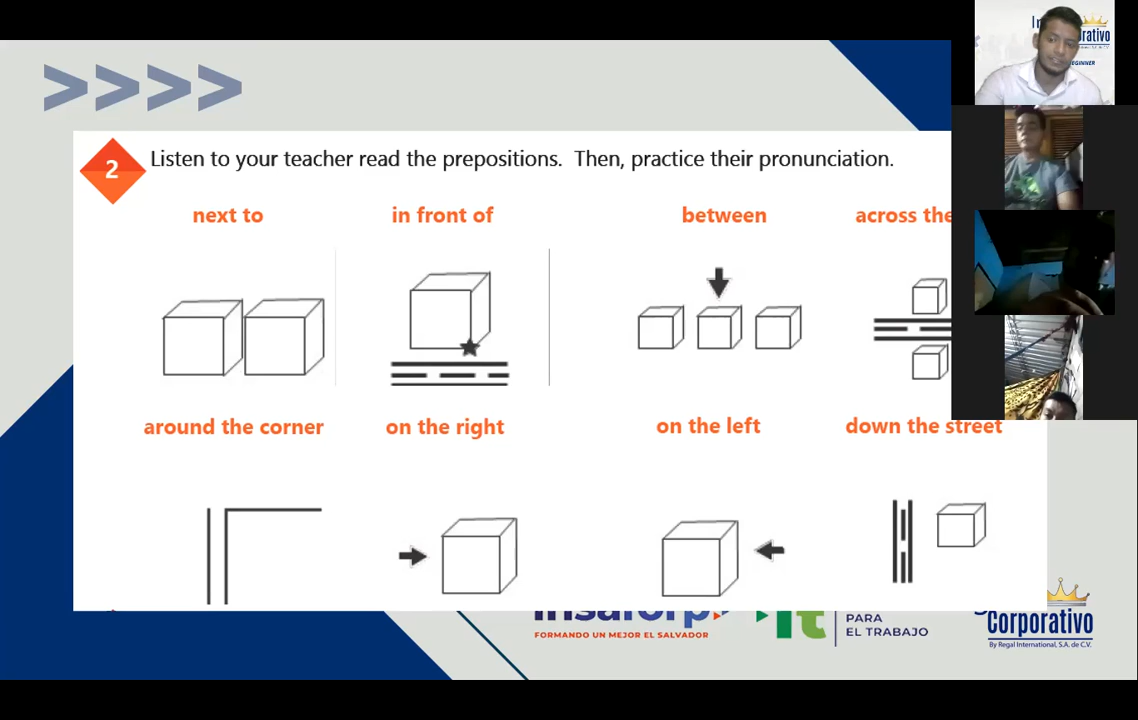 >>>>
2
Listen to your teacher read the prepositions. Then, practice their pronunciation.
next to in front of between across the
around the corner on the right on the left down the street
FORMANDO UN MEJOR EL SALVADOR
PARA
EL TRABAJO
Corporativo
By Regal International, S.A. de C.V.